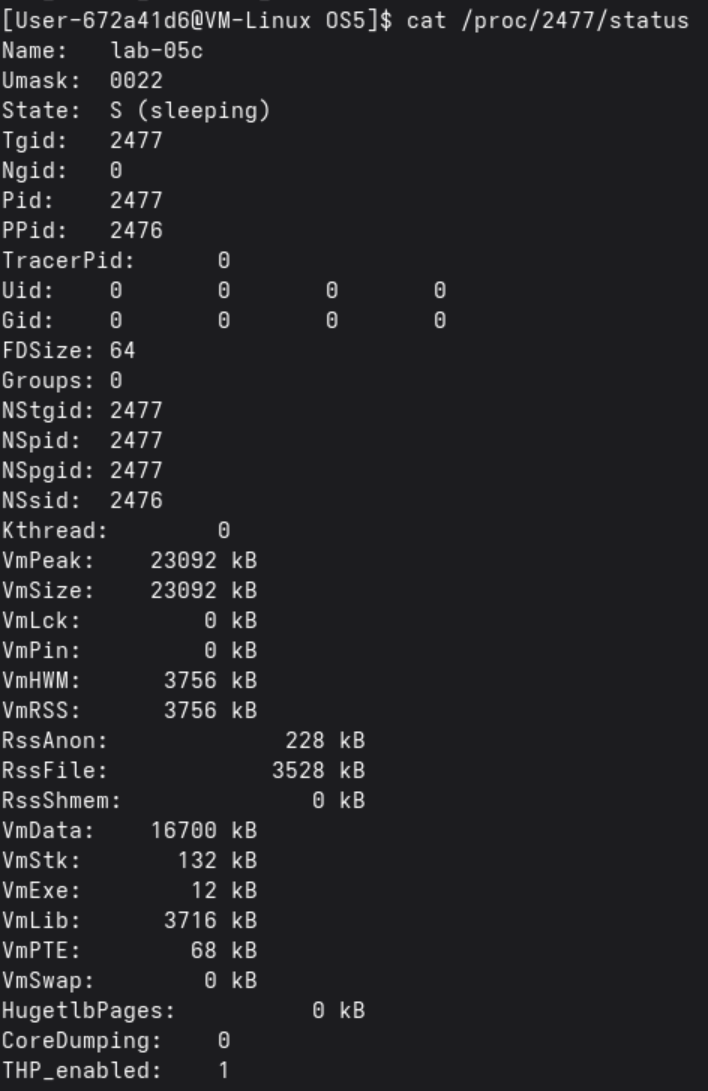 [User-672a41d6@VM-Linux OS5]$ cat /proc/2477/status
Name:   lab-05c
Umask:  0022
State:  S (sleeping)
Tgid:   2477
Ngid:   0
Pid:    2477
PPid:   2476
TracerPid:      0
Uid:    0       0       0       0
Gid:    0       0       0       0
FDSize: 64
Groups: 0
NStgid: 2477
NSpid:  2477
NSpgid: 2477
NSsid:  2476
Kthread:        0
VmPeak:    23092 kB
VmSize:    23092 kB
VmLck:         0 kB
VmPin:         0 kB
VmHWM:      3756 kB
VmRSS:      3756 kB
RssAnon:             228 kB
RssFile:            3528 kB
RssShmem:              0 kB
VmData:    16700 kB
VmStk:       132 kB
VmExe:        12 kB
VmLib:      3716 kB
VmPTE:        68 kB
VmSwap:        0 kB
HugetlbPages:          0 kB
CoreDumping:    0
THP_enabled:    1